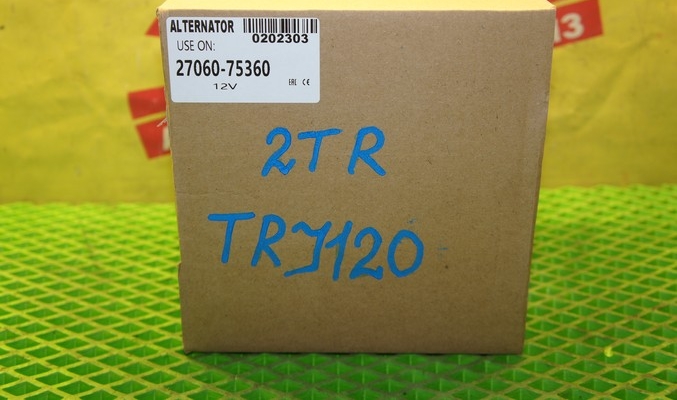 ALTERNATOR
0202303
USE ON:
27060-75360
12V
EAC CE
2TR
TRJ120